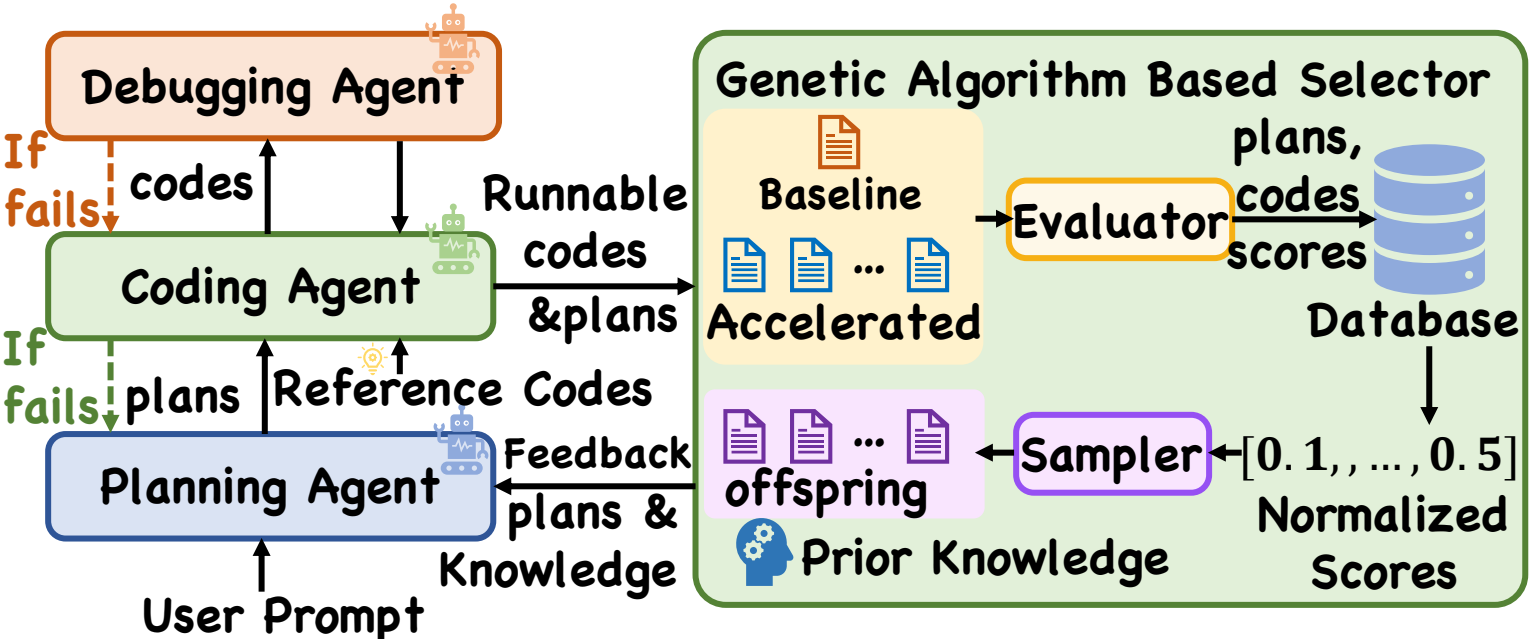 Debugging Agent
If
fails
codes
Coding Agent
If
fails
plans
Reference Codes
Planning Agent
User Prompt
Runnable
codes
&plans
Feedback
plans &
Knowledge
Genetic Algorithm Based Selector
Baseline
...
Accelerated
Evaluator
plans,
codes
scores
Database
[0.1,, ..., 0.5]
Normalized
Scores
Sampler
...
offspring
Prior Knowledge